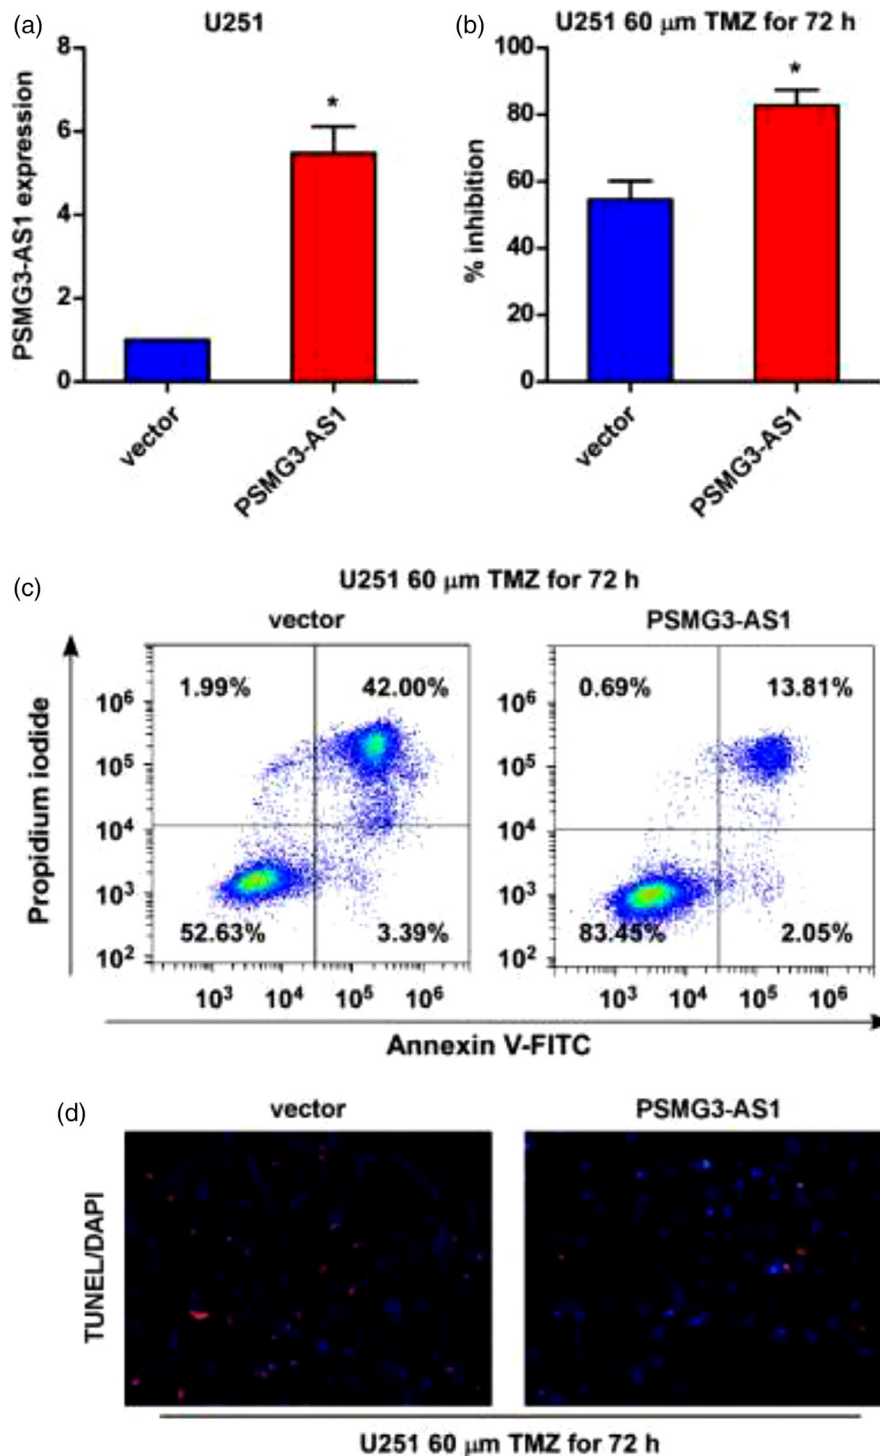 (a)
U251
PSMG3-AS1 expression
8
6
4
2
0
*
vector
PSMG3-AS1
(b)
U251 60 μm TMZ for 72 h
% inhibition
100
80
60
40
20
0
*
vector
PSMG3-AS1
(c)
U251 60 μm TMZ for 72 h
vector
PSMG3-AS1
Propidium iodide
10⁶
10⁵
10⁴
10³
10²
1.99%
42.00%
52.63%
3.39%
10³ 10⁴ 10⁵ 10⁶
10⁶
10⁵
10⁴
10³
10²
0.69%
13.81%
83.45%
2.05%
10³ 10⁴ 10⁵ 10⁶
Annexin V-FITC
(d)
vector
PSMG3-AS1
TUNEL/DAPI
U251 60 μm TMZ for 72 h